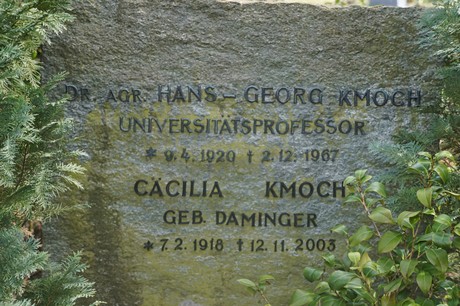 DR. AGR. HANS-GEORG KMOCH
UNIVERSITÄTSPROFESSOR
* 9.4.1920 † 2.12.1967
CÄCILIA KMOCH
GEB. DAMINGER
* 7.2.1918 † 12.11.2003